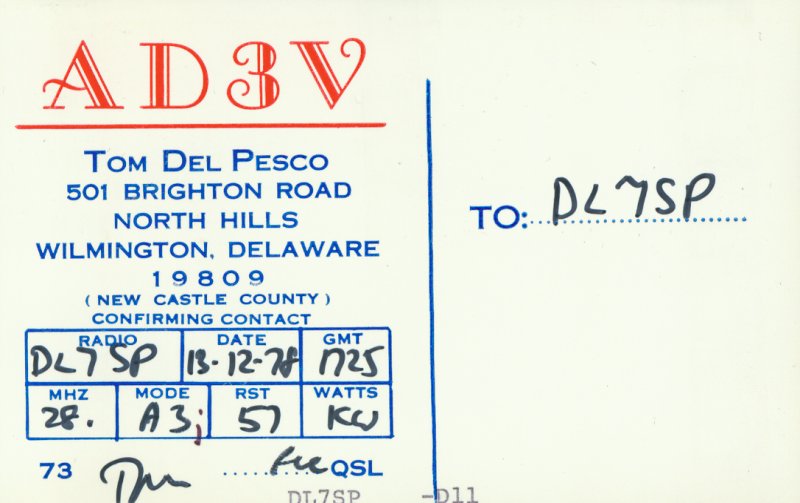 AD3V
TOM DEL PESCO
501 BRIGHTON ROAD
NORTH HILLS
WILMINGTON, DELAWARE
19809
(NEW CASTLE COUNTY)
CONFIRMING CONTACT
RADIO DATE GMT
DL7SP 13-12-78 1725
MHZ MODE RST WATTS
28. A3j 57 KW
73 Tom ........ QSL
TO: DL7SP
DL7SP -D11